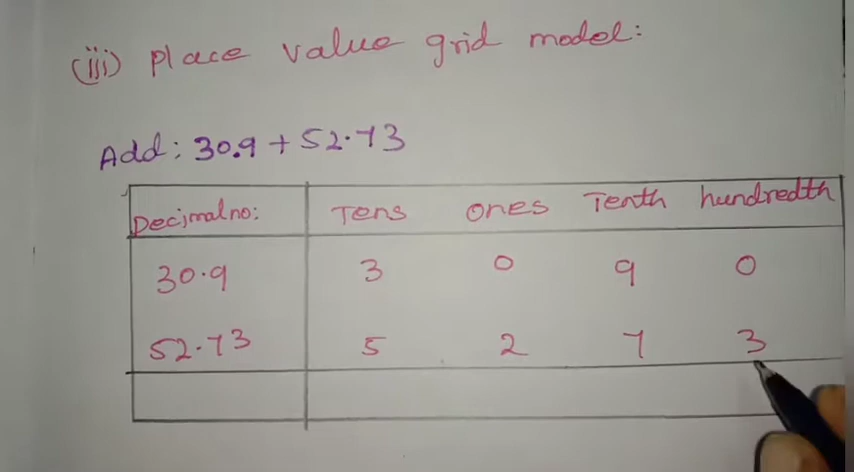 (iii) place value grid model:
Add: 30.9 + 52.73
Decimal no: Tens ones Tenth hundredth
30.9 3 0 9 0
52.73 5 2 7 3